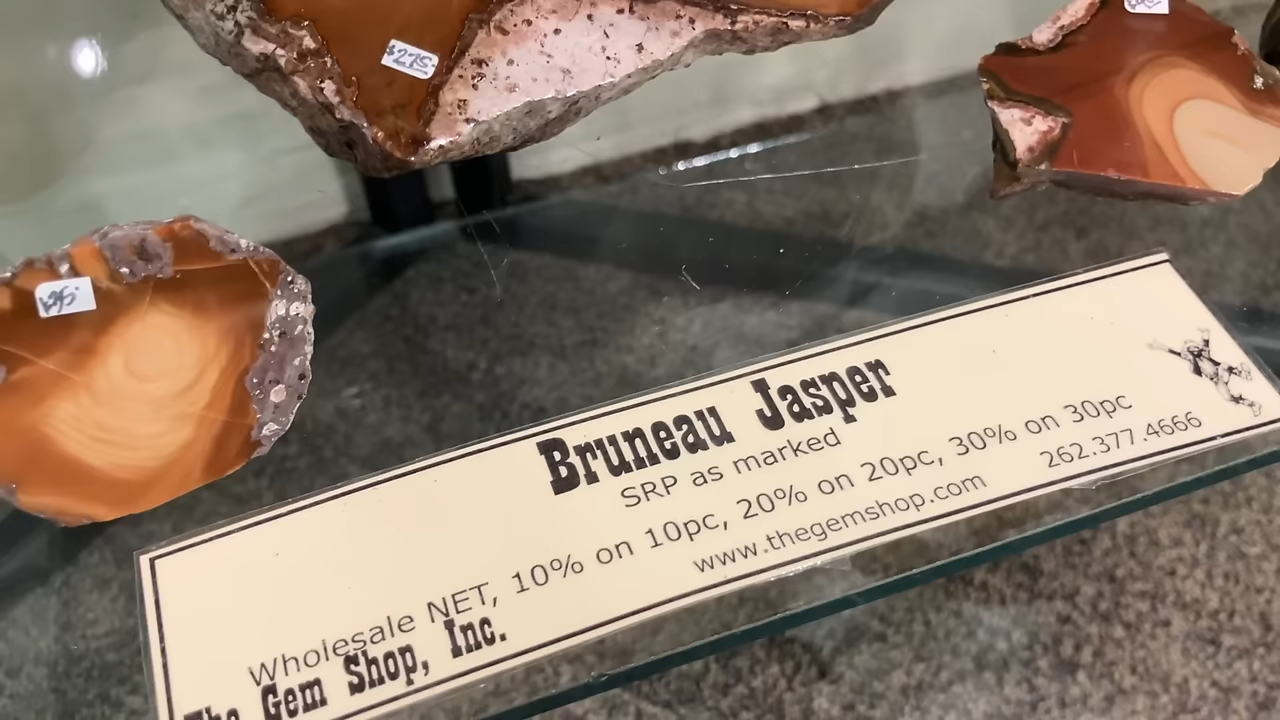 $275-
Bruneau Jasper
SRP as marked
Wholesale NET, 10% on 10pc, 20% on 20pc, 30% on 30pc
www.thegemshop.com
262.377.4666
The Gem Shop, Inc.